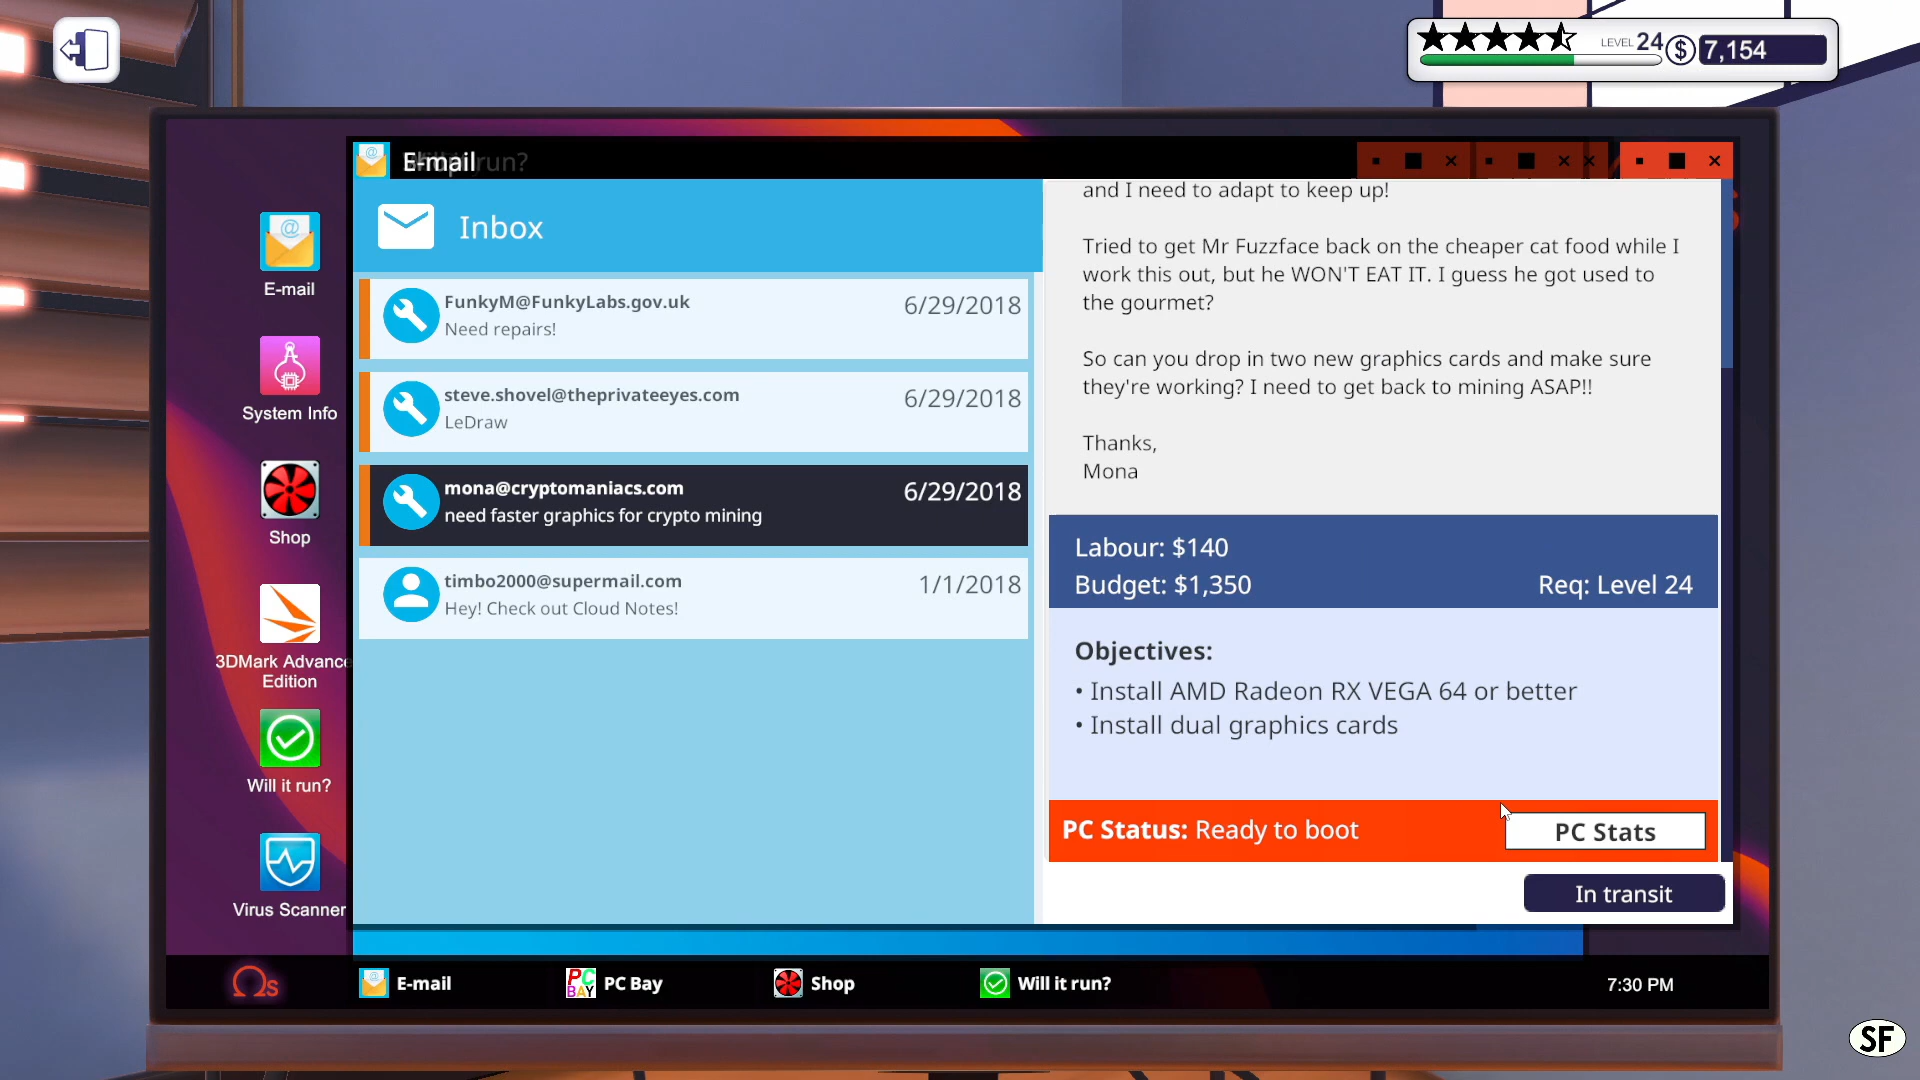 LEVEL 24
$ 7,154
E-mail
Inbox
FunkyM@FunkyLabs.gov.uk
6/29/2018
Need repairs!
steve.shovel@theprivateeyes.com
6/29/2018
LeDraw
mona@cryptomaniacs.com
6/29/2018
need faster graphics for crypto mining
timbo2000@supermail.com
1/1/2018
Hey! Check out Cloud Notes!
and I need to adapt to keep up!
Tried to get Mr Fuzzface back on the cheaper cat food while I
work this out, but he WON'T EAT IT. I guess he got used to
the gourmet?
So can you drop in two new graphics cards and make sure
they're working? I need to get back to mining ASAP!!
Thanks,
Mona
Labour: $140
Budget: $1,350
Req: Level 24
Objectives:
• Install AMD Radeon RX VEGA 64 or better
• Install dual graphics cards
PC Status: Ready to boot
PC Stats
In transit
E-mail
System Info
Shop
3DMark Advance
Edition
Will it run?
Virus Scanner
Ωs
E-mail
PC BAY
PC Bay
Shop
Will it run?
7:30 PM
SF